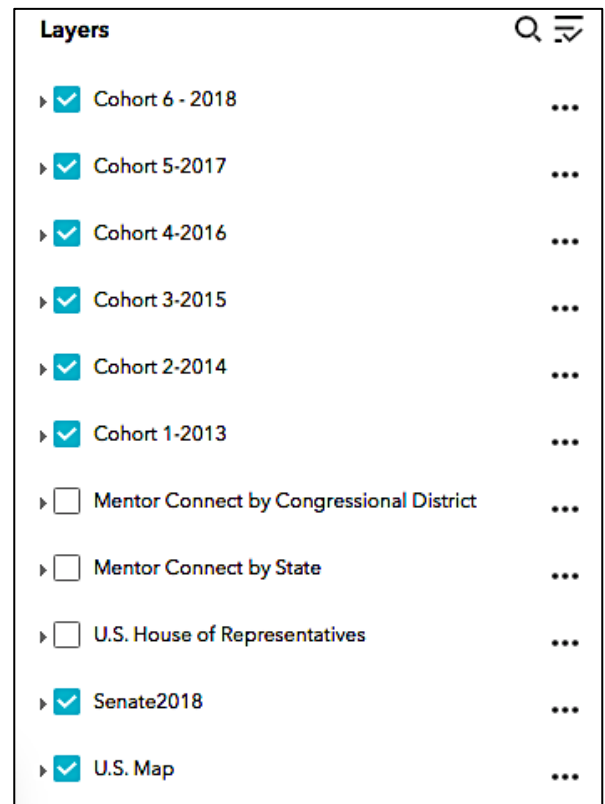 Layers
Cohort 6 - 2018
Cohort 5-2017
Cohort 4-2016
Cohort 3-2015
Cohort 2-2014
Cohort 1-2013
Mentor Connect by Congressional District
Mentor Connect by State
U.S. House of Representatives
Senate2018
U.S. Map